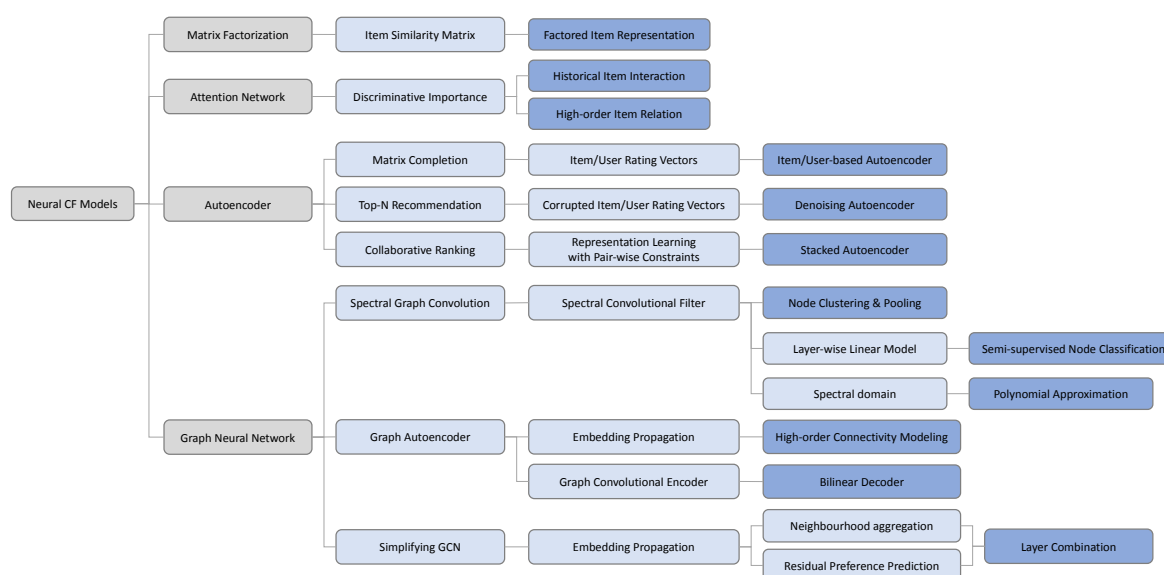 Matrix Factorization
Item Similarity Matrix
Factored Item Representation
Historical Item Interaction
Attention Network
Discriminative Importance
High-order Item Relation
Matrix Completion
Item/User Rating Vectors
Item/User-based Autoencoder
Neural CF Models
Autoencoder
Top-N Recommendation
Corrupted Item/User Rating Vectors
Denoising Autoencoder
Collaborative Ranking
Representation Learning
with Pair-wise Constraints
Stacked Autoencoder
Spectral Graph Convolution
Spectral Convolutional Filter
Node Clustering & Pooling
Layer-wise Linear Model
Semi-supervised Node Classification
Spectral domain
Polynomial Approximation
Graph Neural Network
Graph Autoencoder
Embedding Propagation
High-order Connectivity Modeling
Graph Convolutional Encoder
Bilinear Decoder
Neighbourhood aggregation
Simplifying GCN
Embedding Propagation
Layer Combination
Residual Preference Prediction